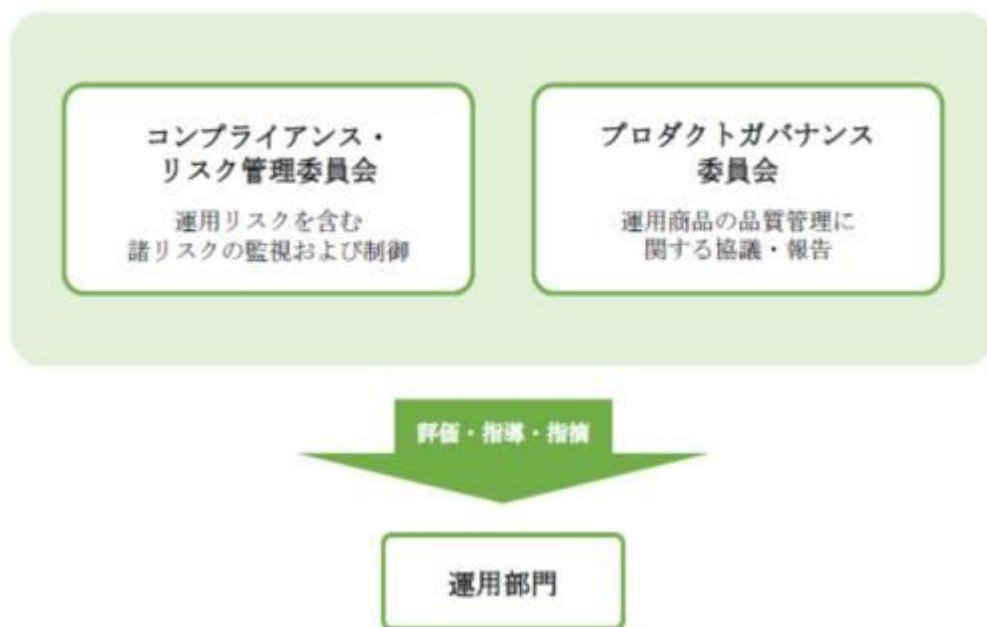 コンプライアンス・
リスク管理委員会
運用リスクを含む
諸リスクの監視および制御
プロダクトガバナンス
委員会
運用商品の品質管理に
関する協議・報告
評価・指導・指摘
運用部門